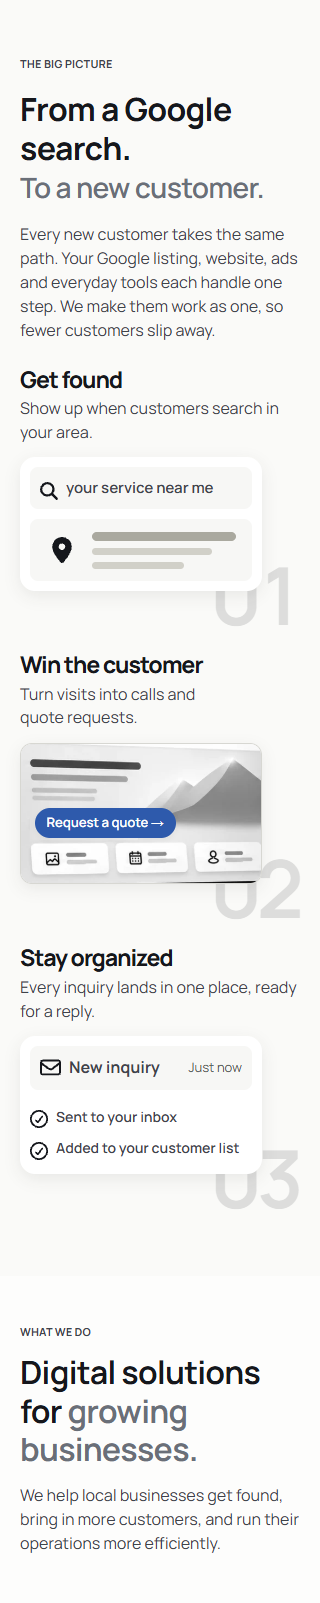 THE BIG PICTURE
From a Google
search.
To a new customer.
Every new customer takes the same
path. Your Google listing, website, ads
and everyday tools each handle one
step. We make them work as one, so
fewer customers slip away.
Get found
Show up when customers search in
your area.
your service near me
01
Win the customer
Turn visits into calls and
quote requests.
Request a quote →
02
Stay organized
Every inquiry lands in one place, ready
for a reply.
New inquiry Just now
Sent to your inbox
Added to your customer list
03
WHAT WE DO
Digital solutions
for growing
businesses.
We help local businesses get found,
bring in more customers, and run their
operations more efficiently.